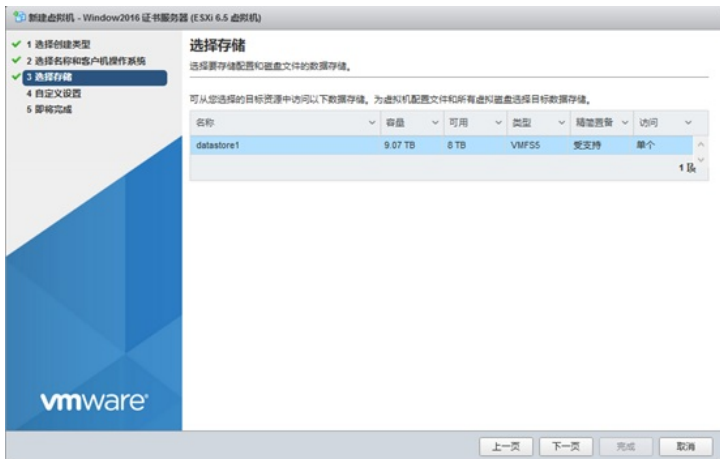 新建虚拟机 - Window2016 证书服务器 (ESXi 6.5 虚拟机)
1 选择创建类型
2 选择名称和客户机操作系统
3 选择存储
4 自定义设置
5 即将完成
选择存储
选择要存储配置和磁盘文件的数据存储。
可从您选择的目标资源中访问以下数据存储。为虚拟机配置文件和所有虚拟磁盘选择目标数据存储。
名称 容量 可用 类型 精简置备 访问
datastore1 9.07 TB 8 TB VMFS5 受支持 单个
1 项
vmware
上一页 下一页 完成 取消